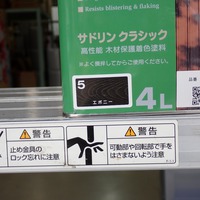 Resists blistering & flaking
サドリン クラシック
高性能 木材保護着色塗料
※よく攪拌してからご使用ください。
5
エボニー
4L
警告
止め金具の
ロック忘れに注意
警告
可動部や回転部で手を
はさまないよう注意